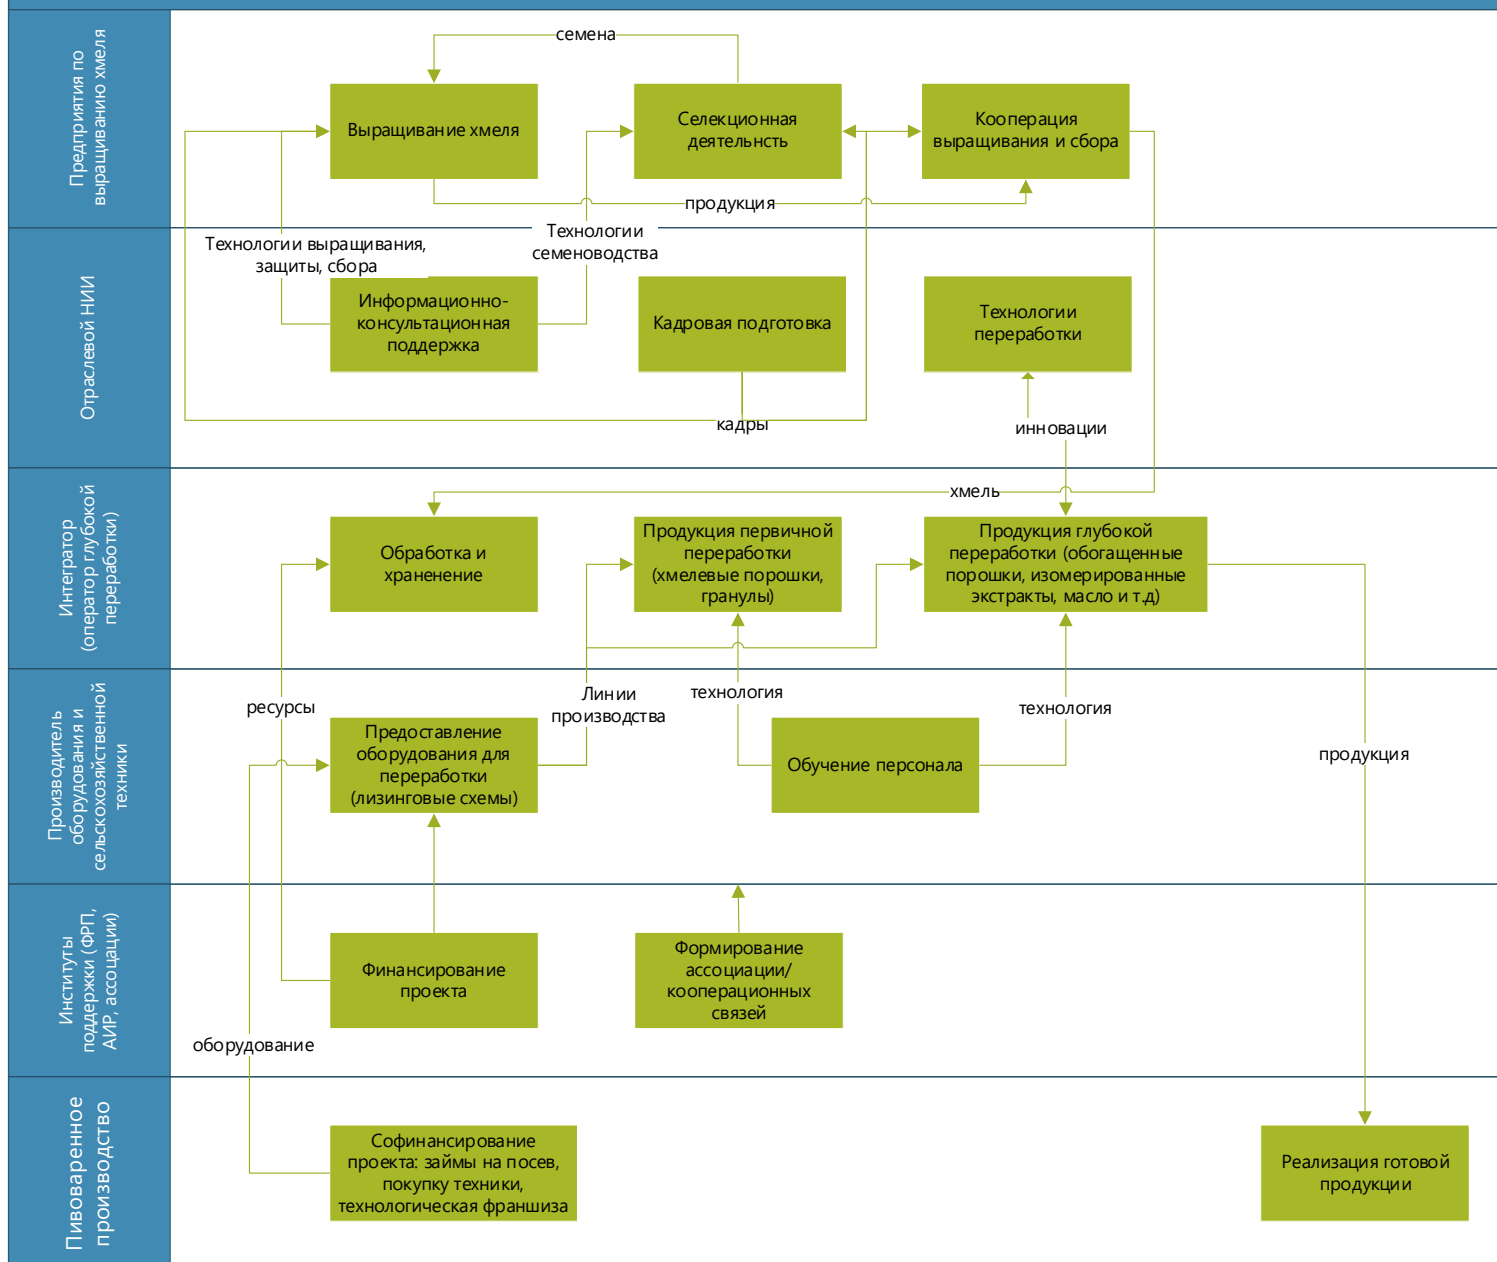 Предприятия по
выращиванию хмеля
семена
Выращивание хмеля
Селекционная
деятельнсть
Кооперация
выращивания и сбора
продукция
Отраслевой НИИ
Технологии выращивания,
защиты, сбора
Технологии
семеноводства
Информационно-
консультационная
поддержка
Кадровая подготовка
Технологии
переработки
кадры
инновации
Интегратор
(оператор глубокой
переработки)
хмель
Обработка и
храненение
Продукция первичной
переработки
(хмелевые порошки,
гранулы)
Продукция глубокой
переработки (обогащенные
порошки, изомерированные
экстракты, масло и т.д)
Производитель
оборудования и
сельскохозяйственной
техники
ресурсы
Линии
производства
технология
технология
Предоставление
оборудования для
переработки
(лизинговые схемы)
Обучение персонала
продукция
Институты
поддержки (ФРП,
АИР, ассоцации)
Финансирование
проекта
Формирование
ассоциации/
кооперационных
связей
оборудование
Пивоваренное
производство
Софинансирование
проекта: займы на посев,
покупку техники,
технологическая франшиза
Реализация готовой
продукции